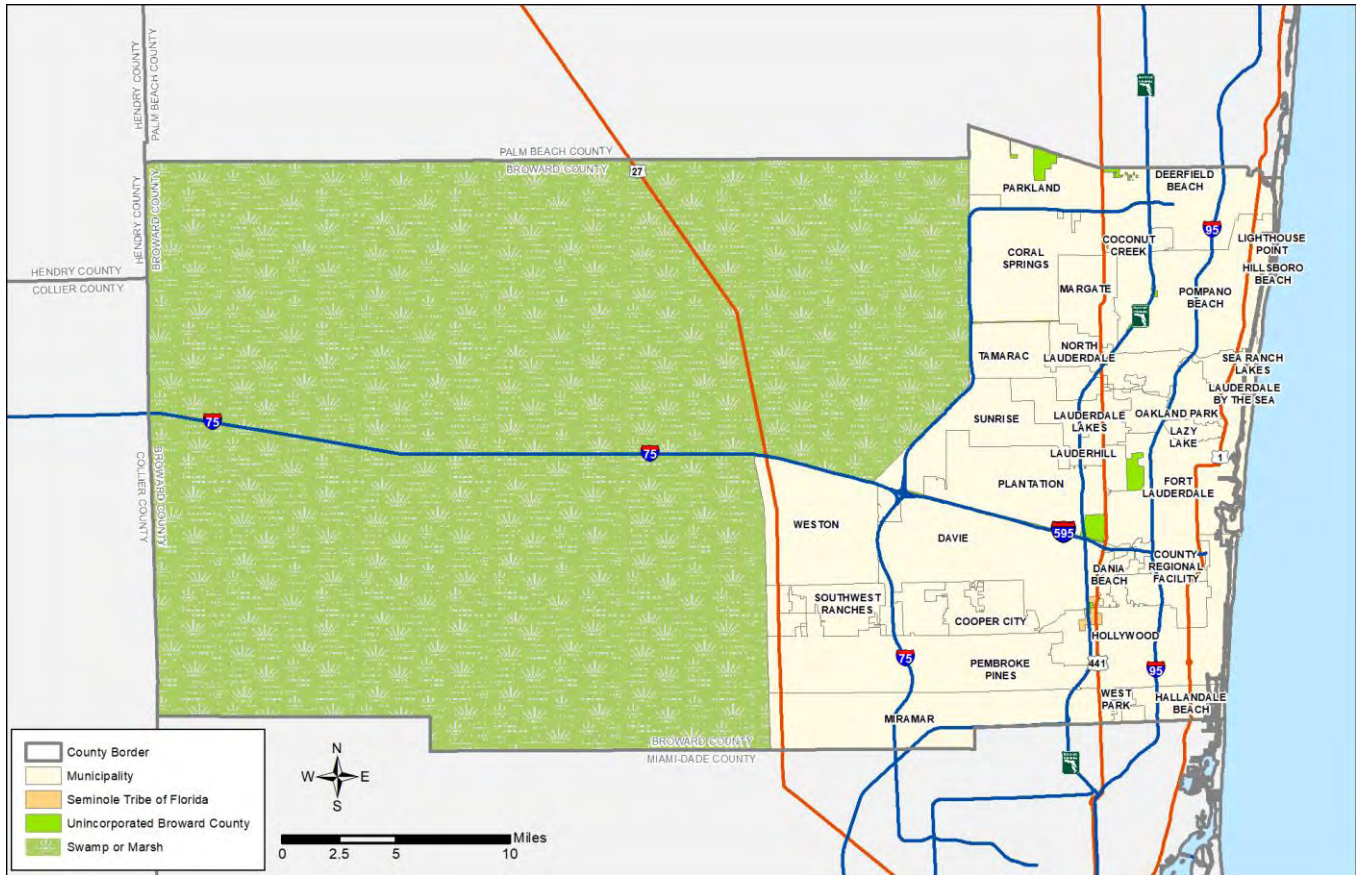 HENDRY COUNTY
PALM BEACH COUNTY
PALM BEACH COUNTY
BROWARD COUNTY
27
HENDRY COUNTY
BROWARD COUNTY
HENDRY COUNTY
COLLIER COUNTY
PARKLAND
DEERFIELD
BEACH
95
CORAL
SPRINGS
COCONUT
CREEK
LIGHTHOUSE
POINT
HILLSBORO
BEACH
MARGATE
POMPANO
BEACH
TAMARAC
NORTH
LAUDERDALE
SEA RANCH
LAKES
LAUDERDALE
BY THE SEA
75
SUNRISE
LAUDERDALE
LAKES
OAKLAND PARK
LAZY
LAKE
75
LAUDERHILL
1
COLLIER COUNTY
BROWARD COUNTY
PLANTATION
FORT
LAUDERDALE
WESTON
DAVIE
595
DANIA
BEACH
COUNTY
REGIONAL
FACILITY
SOUTHWEST
RANCHES
COOPER CITY
HOLLYWOOD
75
PEMBROKE
PINES
441
95
WEST
PARK
HALLANDALE
BEACH
MIRAMAR
BROWARD COUNTY
MIAMI-DADE COUNTY
County Border
Municipality
Seminole Tribe of Florida
Unincorporated Broward County
Swamp or Marsh
N
W E
S
Miles
0 2.5 5 10